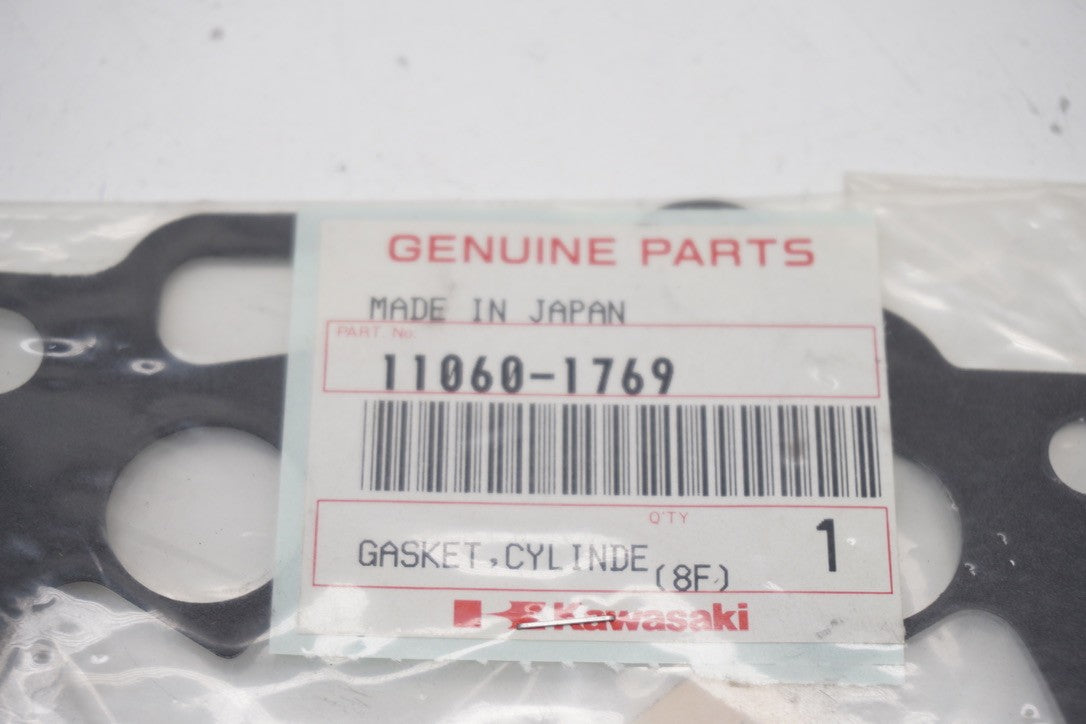 GENUINE PARTS
MADE IN JAPAN
PART. No.
11060-1769
Q'TY
1
GASKET,CYLINDE
(8F)
Kawasaki